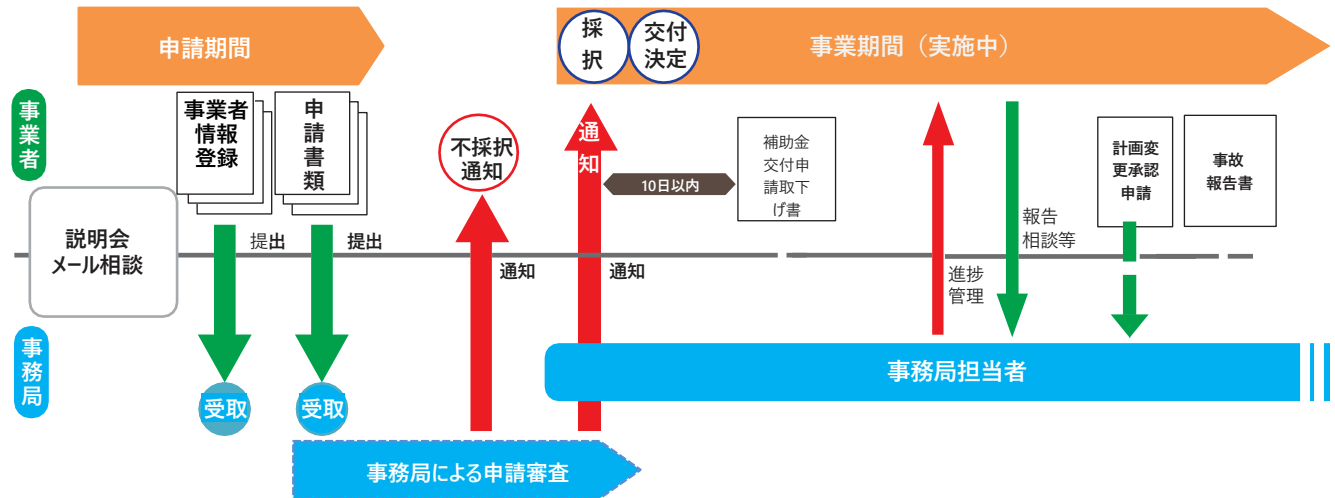 申請期間
採
択
交付
決定
事業期間（実施中）
事
業
者
事業者
情報
登録
申
請
書
類
不採択
通知
通
知
10日以内
補助金
交付申
請取下
げ書
計画変
更承認
申請
事故
報告書
説明会
メール相談
提出
提出
通知
通知
報告
相談等
進捗
管理
事
務
局
受取
受取
事務局担当者
事務局による申請審査